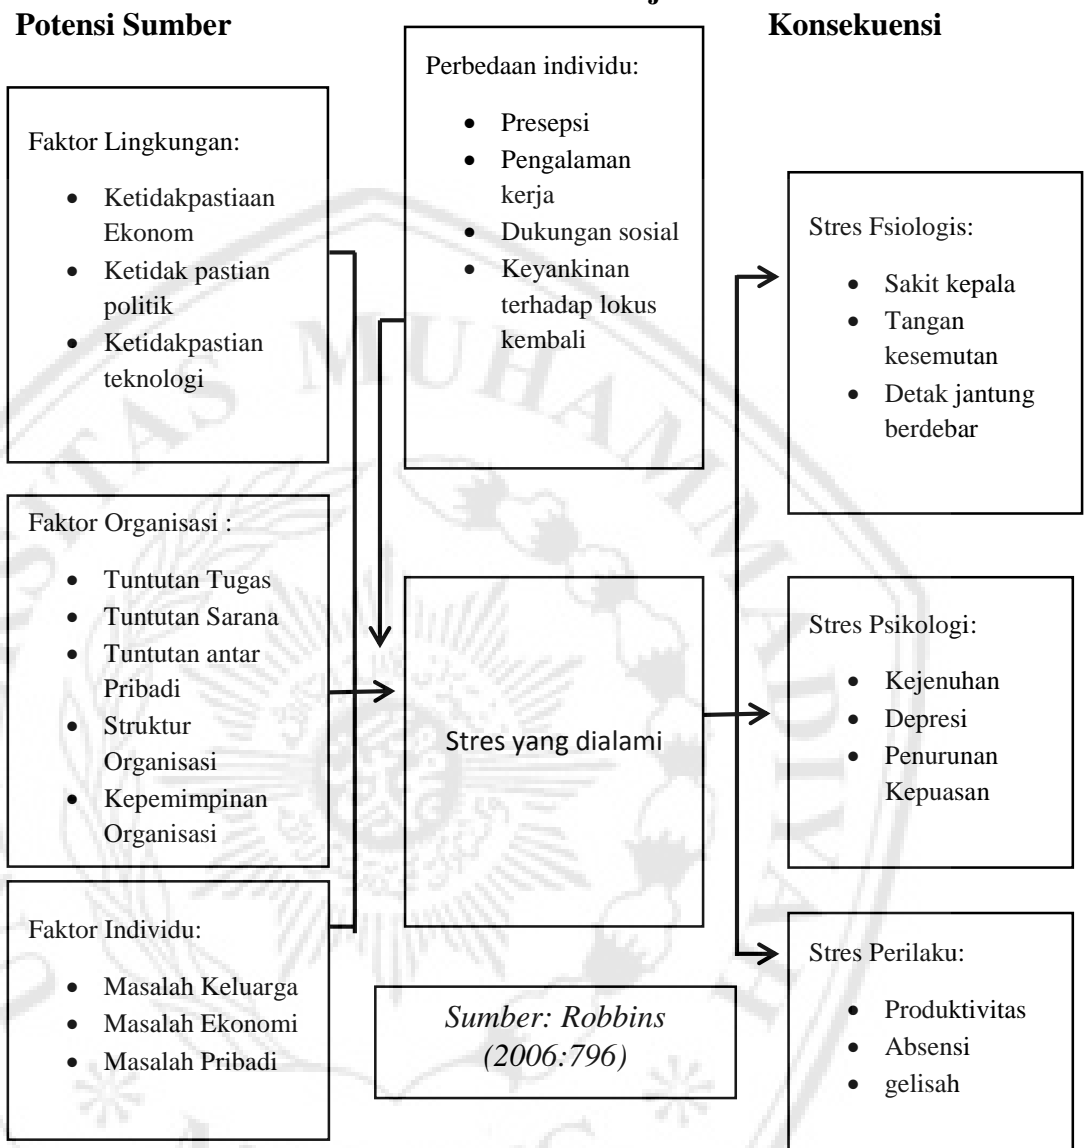 Potensi Sumber
Konsekuensi
Faktor Lingkungan:
• Ketidakpastiaan
Ekonom
• Ketidak pastian
politik
• Ketidakpastian
teknologi
Faktor Organisasi :
• Tuntutan Tugas
• Tuntutan Sarana
• Tuntutan antar
Pribadi
• Struktur
Organisasi
• Kepemimpinan
Organisasi
Faktor Individu:
• Masalah Keluarga
• Masalah Ekonomi
• Masalah Pribadi
Perbedaan individu:
• Presepsi
• Pengalaman
kerja
• Dukungan sosial
• Keyankinan
terhadap lokus
kembali
Stres yang dialami
Sumber: Robbins
(2006:796)
Stres Fsiologis:
• Sakit kepala
• Tangan
kesemutan
• Detak jantung
berdebar
Stres Psikologi:
• Kejenuhan
• Depresi
• Penurunan
Kepuasan
Stres Perilaku:
• Produktivitas
• Absensi
• gelisah
MUHAMMADIYAH